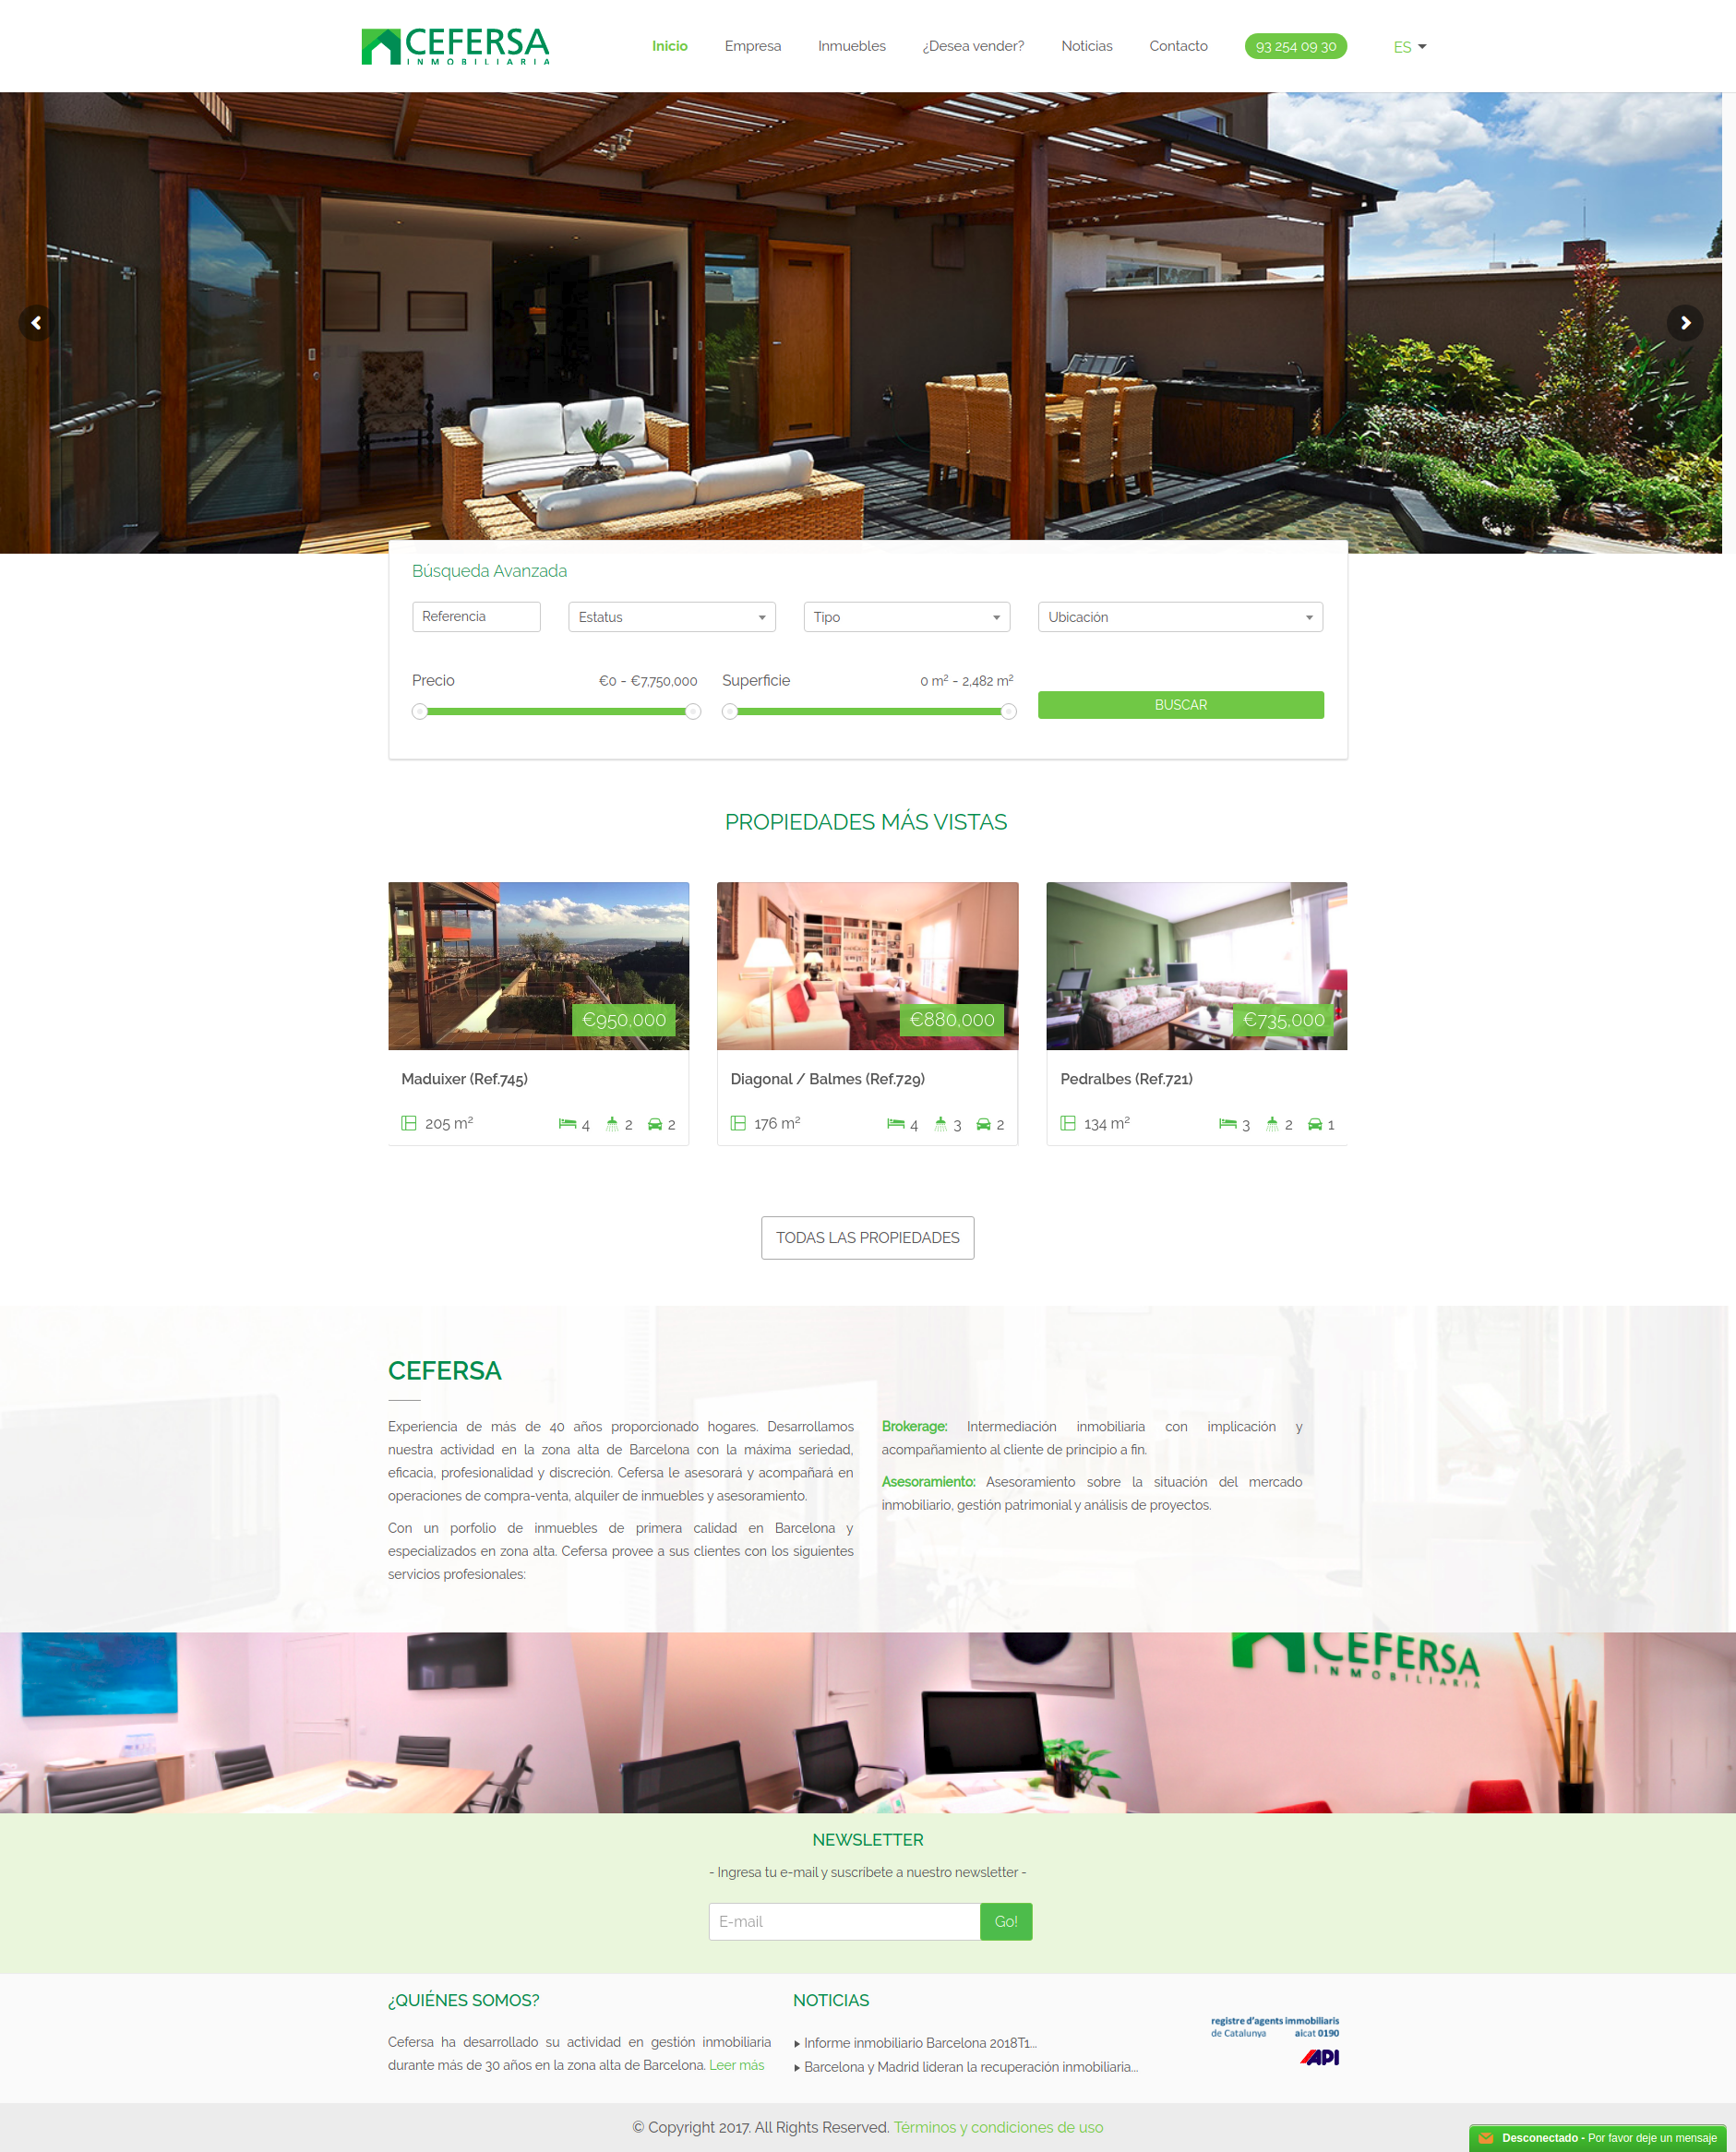 CEFERSA
INMOBILIARIA
Inicio
Empresa
Inmuebles
¿Desea vender?
Noticias
Contacto
93 254 09 30
ES
Búsqueda Avanzada
Referencia
Estatus
Tipo
Ubicación
Precio
€0 - €7,750,000
Superficie
0 m² - 2,482 m²
BUSCAR
PROPIEDADES MÁS VISTAS
€950,000
Maduixer (Ref.745)
205 m²
4
2
2
€880,000
Diagonal / Balmes (Ref.729)
176 m²
4
3
2
€735,000
Pedralbes (Ref.721)
134 m²
3
2
1
TODAS LAS PROPIEDADES
CEFERSA
Experiencia de más de 40 años proporcionado hogares. Desarrollamos
nuestra actividad en la zona alta de Barcelona con la máxima seriedad,
eficacia, profesionalidad y discreción. Cefersa le asesorará y acompañará en
operaciones de compra-venta, alquiler de inmuebles y asesoramiento.
Con un porfolio de inmuebles de primera calidad en Barcelona y
especializados en zona alta. Cefersa provee a sus clientes con los siguientes
servicios profesionales:
Brokerage: Intermediación inmobiliaria con implicación y
acompañamiento al cliente de principio a fin.
Asesoramiento: Asesoramiento sobre la situación del mercado
inmobiliario, gestión patrimonial y análisis de proyectos.
CEFERSA
INMOBILIARIA
NEWSLETTER
- Ingresa tu e-mail y suscribete a nuestro newsletter -
E-mail
Go!
¿QUIÉNES SOMOS?
Cefersa ha desarrollado su actividad en gestión inmobiliaria
durante más de 30 años en la zona alta de Barcelona. Leer más
NOTICIAS
Informe inmobiliario Barcelona 2018T1...
Barcelona y Madrid lideran la recuperación inmobiliaria...
registre d'agents immobiliaris
de Catalunya aicat 0190
API
© Copyright 2017. All Rights Reserved. Términos y condiciones de uso
Desconectado - Por favor deje un mensaje